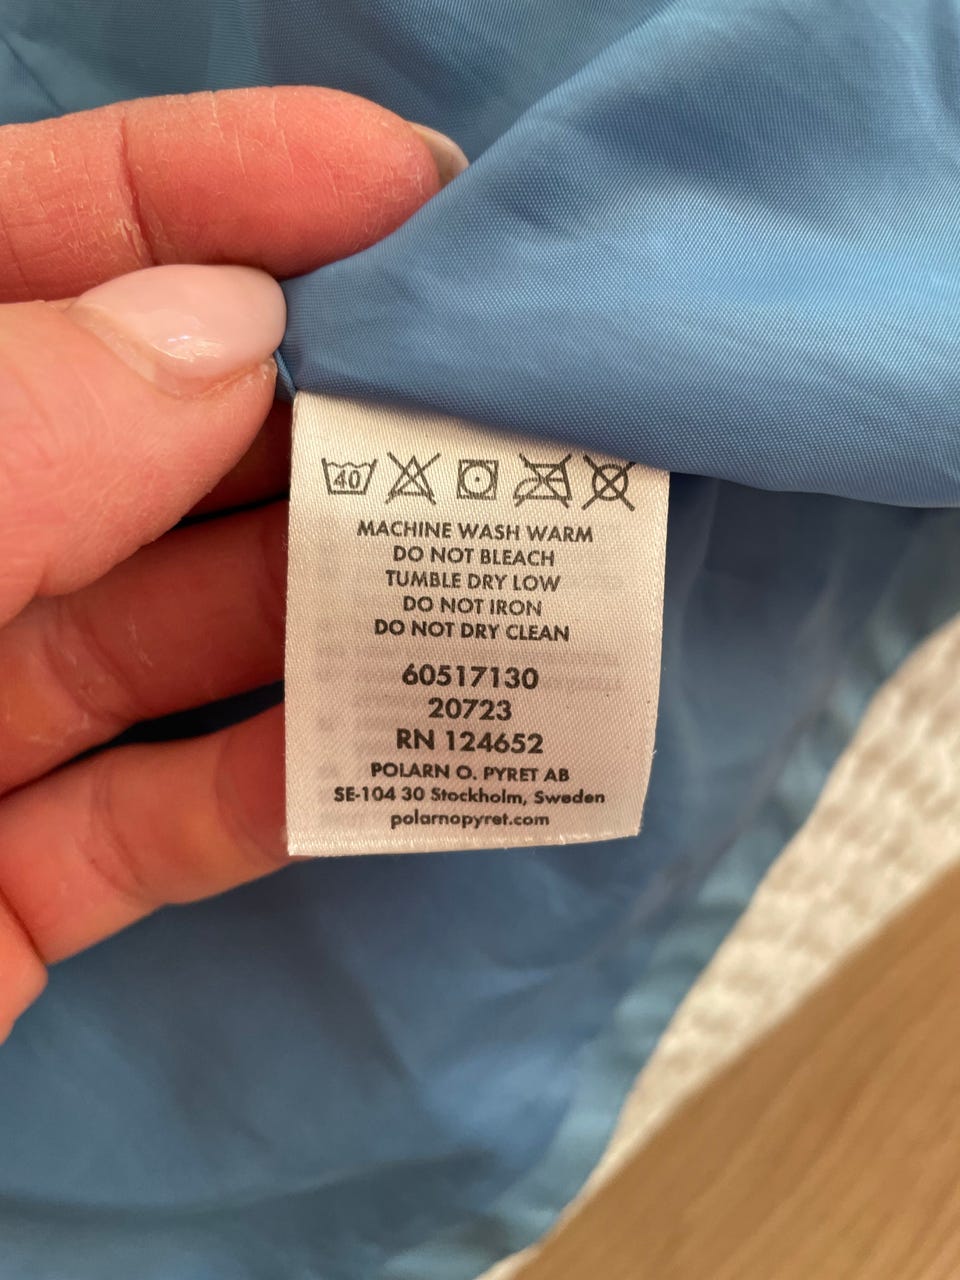 40
MACHINE WASH WARM
DO NOT BLEACH
TUMBLE DRY LOW
DO NOT IRON
DO NOT DRY CLEAN
60517130
20723
RN 124652
POLARN O. PYRET AB
SE-104 30 Stockholm, Sweden
polarnopyret.com